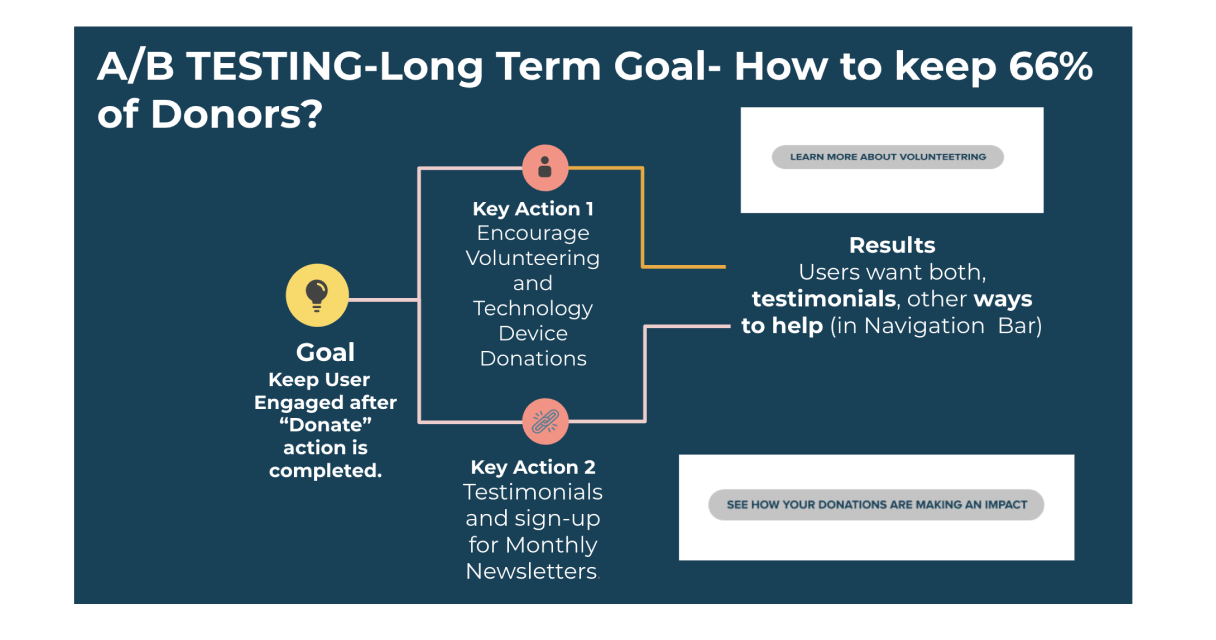 A/B TESTING-Long Term Goal- How to keep 66%
of Donors?
LEARN MORE ABOUT VOLUNTEETRING
Key Action 1
Encourage
Volunteering
and
Technology
Device
Donations
Results
Users want both,
testimonials, other ways
to help (in Navigation Bar)
Goal
Keep User
Engaged after
“Donate”
action is
completed.
Key Action 2
Testimonials
and sign-up
for Monthly
Newsletters.
SEE HOW YOUR DONATIONS ARE MAKING AN IMPACT